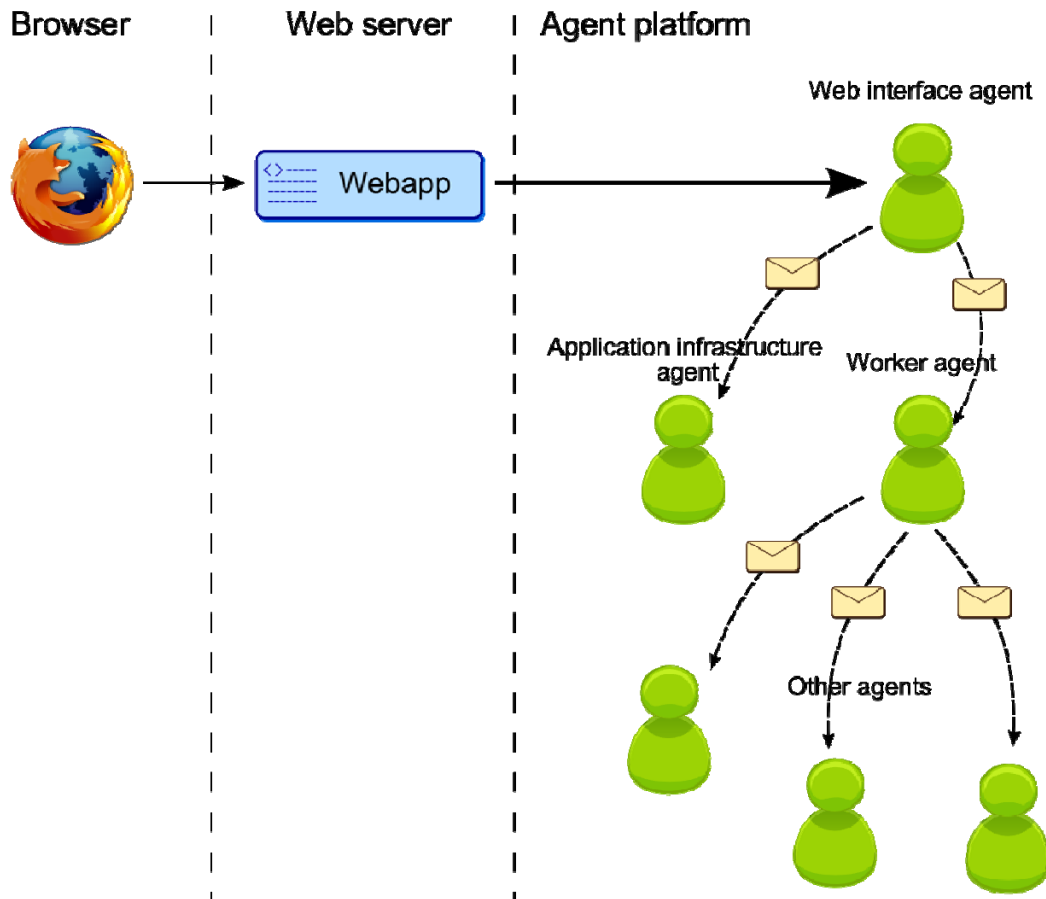 Browser
Web server
Agent platform
Web interface agent
<> Webapp
Application infrastructure
agent
Worker agent
Other agents